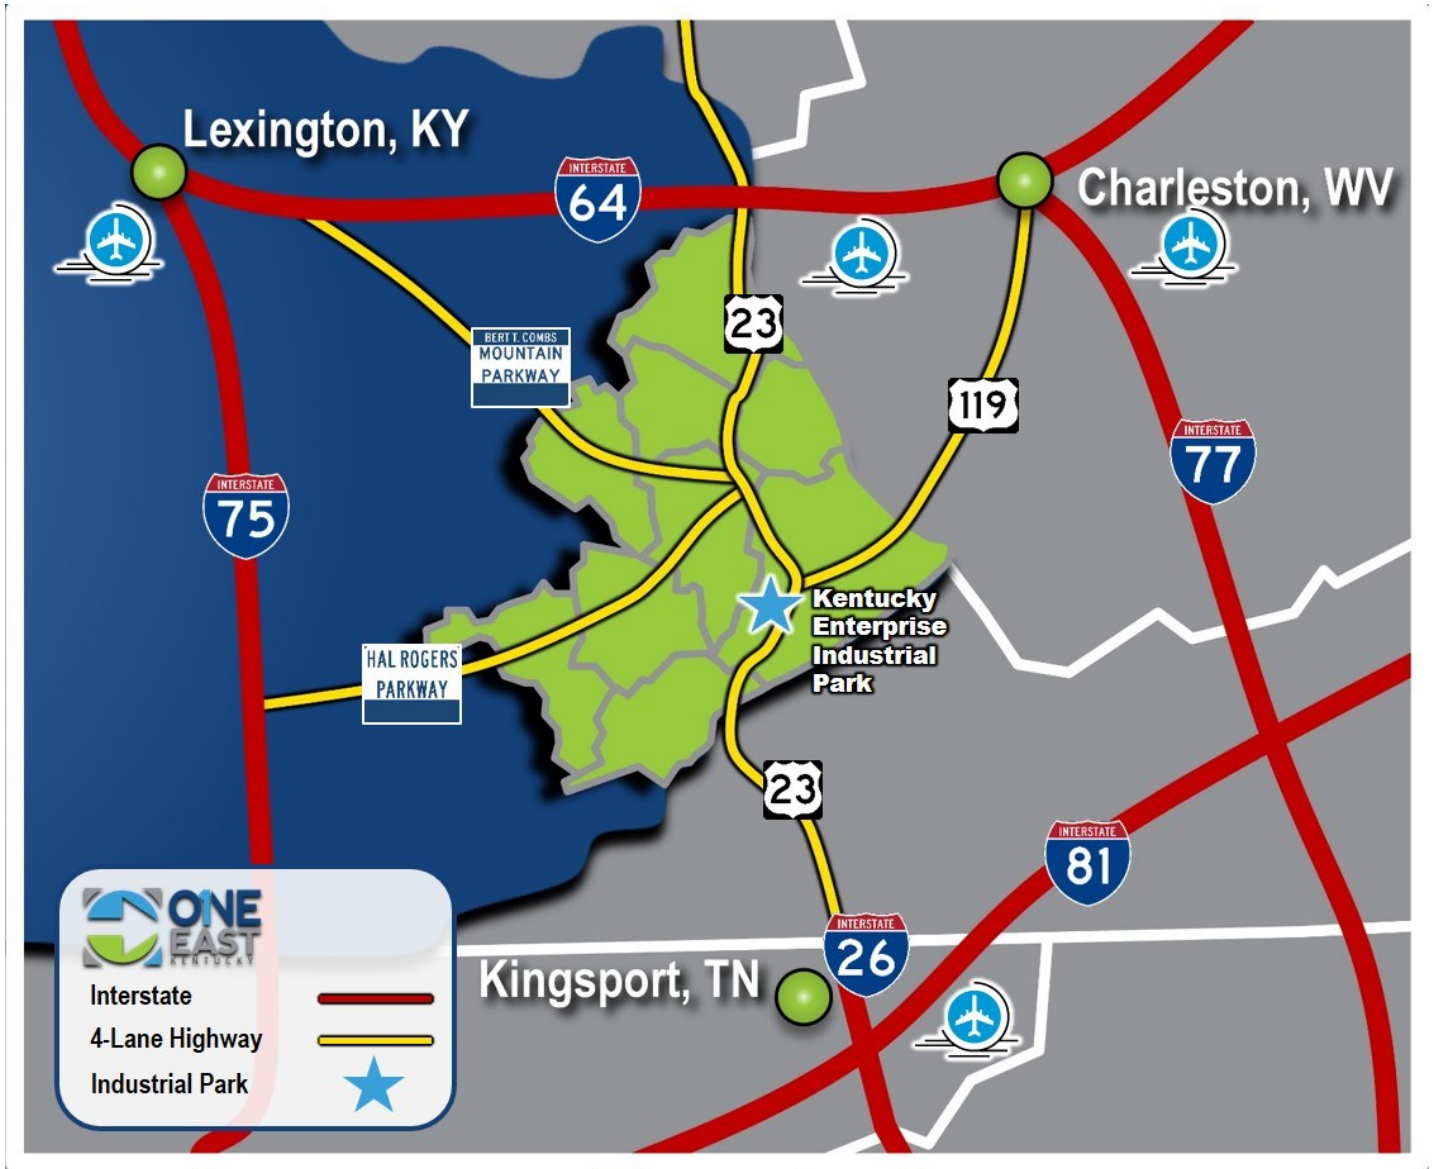 Lexington, KY
INTERSTATE
64
Charleston, WV
23
BERT T. COMBS
MOUNTAIN
PARKWAY
119
INTERSTATE
77
INTERSTATE
75
Kentucky
Enterprise
Industrial
Park
HAL ROGERS
PARKWAY
23
INTERSTATE
81
INTERSTATE
26
Kingsport, TN
ONE
EAST
KENTUCKY
Interstate
4-Lane Highway
Industrial Park